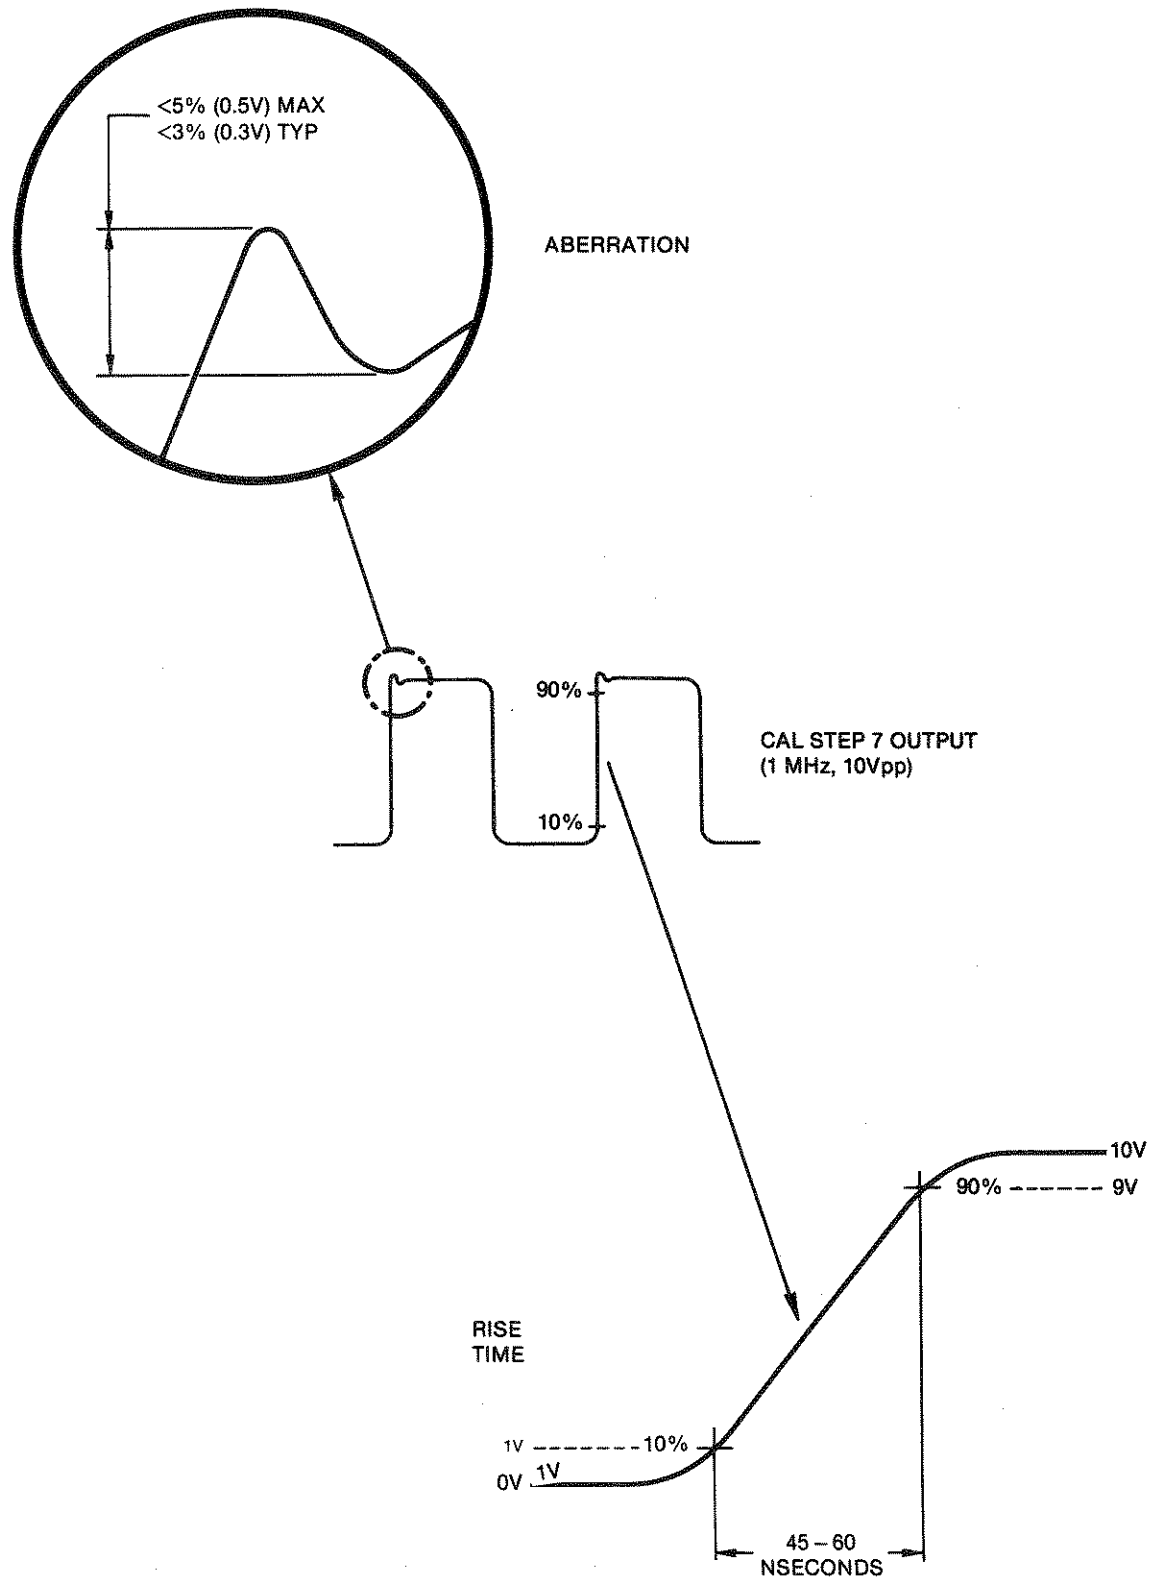 <5% (0.5V) MAX
<3% (0.3V) TYP
ABERRATION
90%
CAL STEP 7 OUTPUT
(1 MHz, 10Vpp)
10%
10V
90% ------ 9V
RISE
TIME
1V ------- 10%
0V 1V
45 – 60
NSECONDS